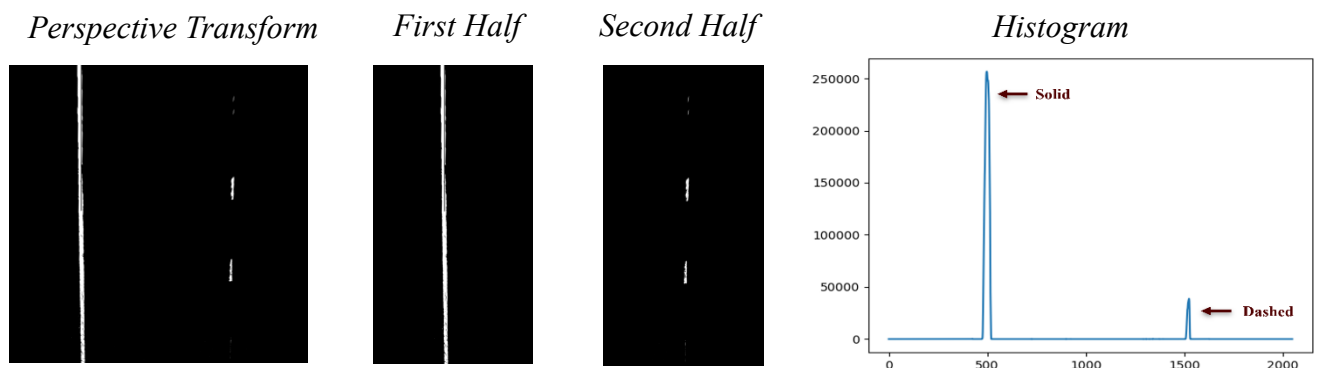 Perspective Transform
First Half
Second Half
Histogram
250000
200000
150000
100000
50000
0
Solid
Dashed
0 500 1000 1500 2000